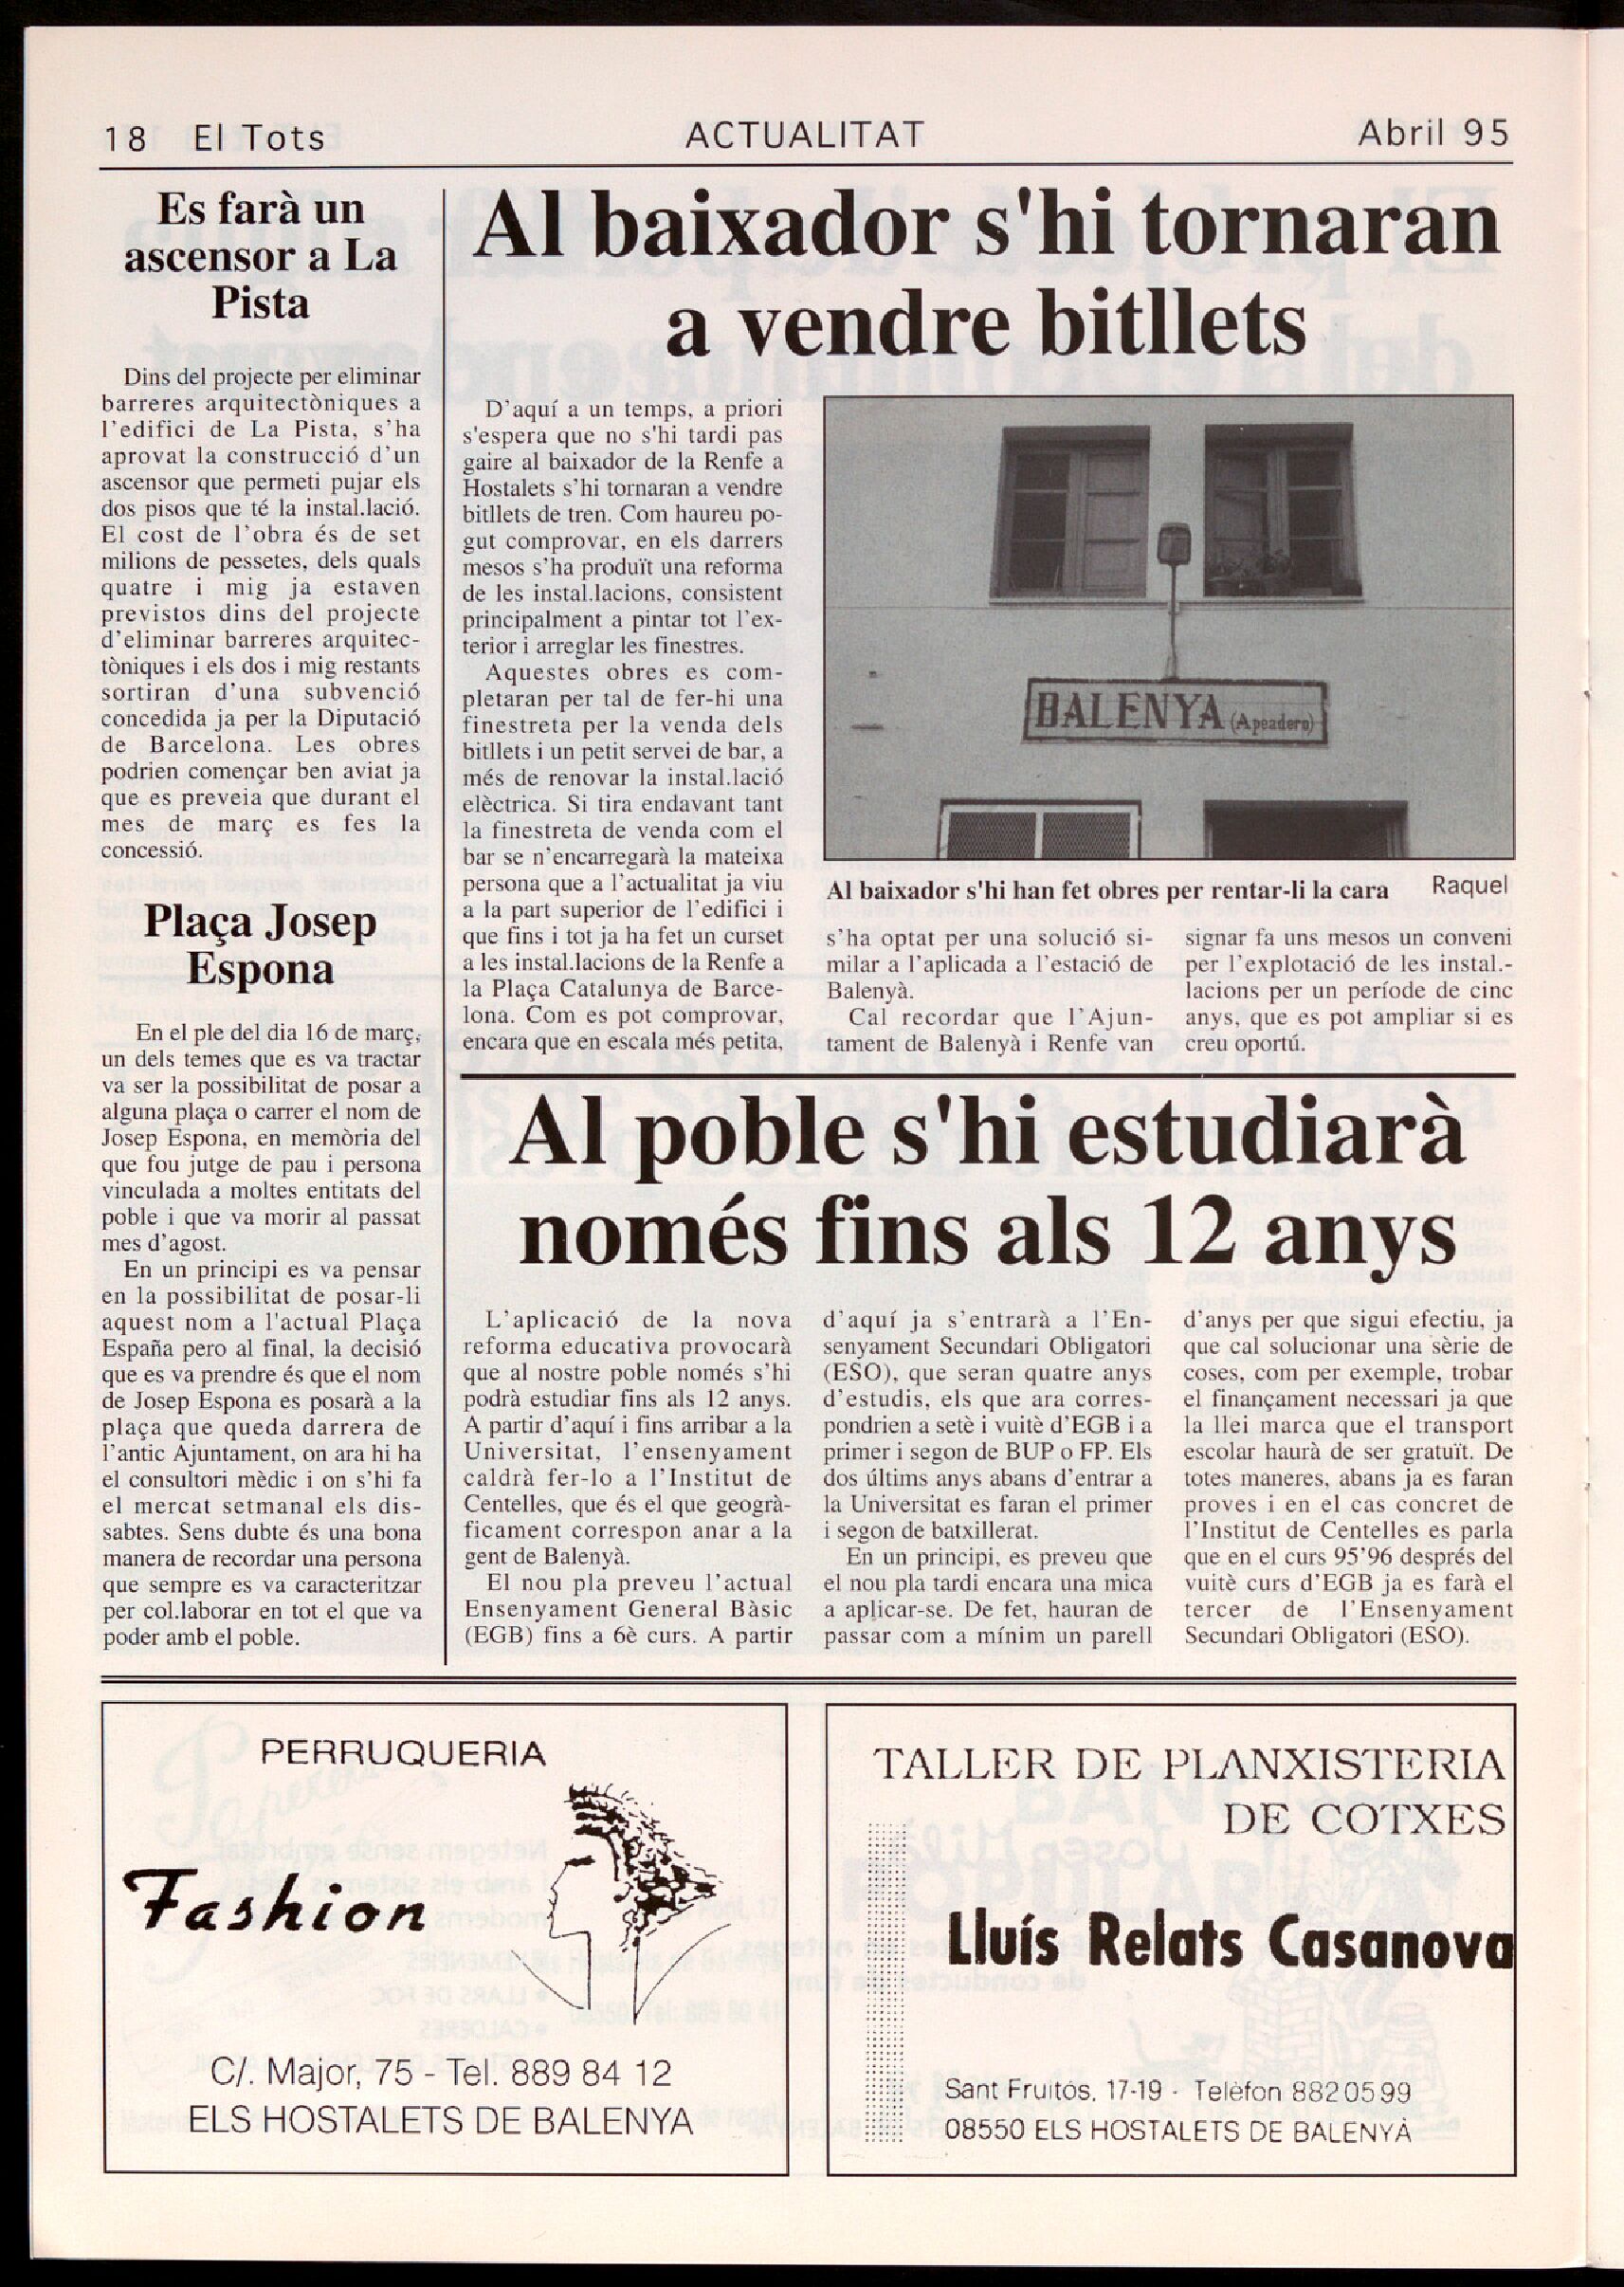 18 El Tots
ACTUALITAT
Abril 95
Es farà un
ascensor a La
Pista
Dins del projecte per eliminar
barreres arquitectòniques a
l'edifici de La Pista, s'ha
aprovat la construcció d'un
ascensor que permeti pujar els
dos pisos que té la instal.lació.
El cost de l'obra és de set
milions de pessetes, dels quals
quatre i mig ja estaven
previstos dins del projecte
d'eliminar barreres arquitec-
tòniques i els dos i mig restants
sortiran d'una subvenció
concedida ja per la Diputació
de Barcelona. Les obres
podrien començar ben aviat ja
que es preveia que durant el
mes de març es fes la
concessió.
Plaça Josep
Espona
En el ple del dia 16 de març,
un dels temes que es va tractar
va ser la possibilitat de posar a
alguna plaça o carrer el nom de
Josep Espona, en memòria del
que fou jutge de pau i persona
vinculada a moltes entitats del
poble i que va morir al passat
mes d'agost.
En un principi es va pensar
en la possibilitat de posar-li
aquest nom a l'actual Plaça
España pero al final, la decisió
que es va prendre és que el nom
de Josep Espona es posarà a la
plaça que queda darrera de
l'antic Ajuntament, on ara hi ha
el consultori mèdic i on s'hi fa
el mercat setmanal els dis-
sabtes. Sens dubte és una bona
manera de recordar una persona
que sempre es va caracteritzar
per col.laborar en tot el que va
poder amb el poble.
Al baixador s'hi tornaran
a vendre bitllets
D'aquí a un temps, a priori
s'espera que no s'hi tardi pas
gaire al baixador de la Renfe a
Hostalets s'hi tornaran a vendre
bitllets de tren. Com haureu po-
gut comprovar, en els darrers
mesos s'ha produït una reforma
de les instal.lacions, consistent
principalment a pintar tot l'ex-
terior i arreglar les finestres.
Aquestes obres es com-
pletaran per tal de fer-hi una
finestreta per la venda dels
bitllets i un petit servei de bar, a
més de renovar la instal.lació
elèctrica. Si tira endavant tant
la finestreta de venda com el
bar se n'encarregarà la mateixa
persona que a l'actualitat ja viu
a la part superior de l'edifici i
que fins i tot ja ha fet un curset
a les instal.lacions de la Renfe a
la Plaça Catalunya de Barce-
lona. Com es pot comprovar,
encara que en escala més petita,
BALENYA (Apeadero)
Al baixador s'hi han fet obres per rentar-li la cara
Raquel
s'ha optat per una solució si-
milar a l'aplicada a l'estació de
Balenyà.
Cal recordar que l'Ajun-
tament de Balenyà i Renfe van
signar fa uns mesos un conveni
per l'explotació de les instal.-
lacions per un període de cinc
anys, que es pot ampliar si es
creu oportú.
Al poble s'hi estudiarà
només fins als 12 anys
L'aplicació de la nova
reforma educativa provocarà
que al nostre poble només s'hi
podrà estudiar fins als 12 anys.
A partir d'aquí i fins arribar a la
Universitat, l'ensenyament
caldrà fer-lo a l'Institut de
Centelles, que és el que geogrà-
ficament correspon anar a la
gent de Balenyà.
El nou pla preveu l'actual
Ensenyament General Bàsic
(EGB) fins a 6è curs. A partir
d'aquí ja s'entrarà a l'En-
senyament Secundari Obligatori
(ESO), que seran quatre anys
d'estudis, els que ara corres-
pondrien a setè i vuitè d'EGB i a
primer i segon de BUP o FP. Els
dos últims anys abans d'entrar a
la Universitat es faran el primer
i segon de batxillerat.
En un principi, es preveu que
el nou pla tardi encara una mica
a aplicar-se. De fet, hauran de
passar com a mínim un parell
d'anys per que sigui efectiu, ja
que cal solucionar una sèrie de
coses, com per exemple, trobar
el finançament necessari ja que
la llei marca que el transport
escolar haurà de ser gratuït. De
totes maneres, abans ja es faran
proves i en el cas concret de
l'Institut de Centelles es parla
que en el curs 95'96 després del
vuitè curs d'EGB ja es farà el
tercer de l'Ensenyament
Secundari Obligatori (ESO).
PERRUQUERIA
Fashion
C/. Major, 75 - Tel. 889 84 12
ELS HOSTALETS DE BALENYA
TALLER DE PLANXISTERIA
DE COTXES
Lluís Relats Casanova
Sant Fruitós, 17-19 - Telèfon 882 05 99
08550 ELS HOSTALETS DE BALENYÀ